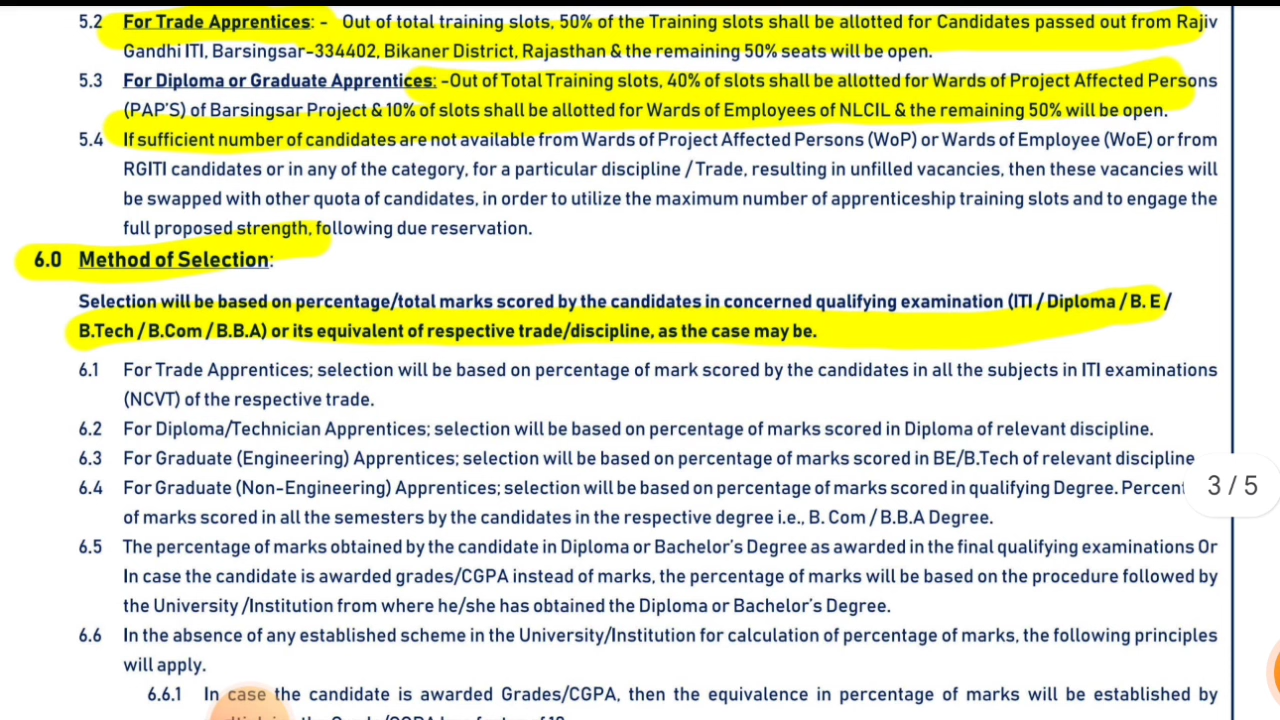 5.2 For Trade Apprentices: - Out of total training slots, 50% of the Training slots shall be allotted for Candidates passed out from Rajiv
Gandhi ITI, Barsingsar-334402, Bikaner District, Rajasthan & the remaining 50% seats will be open.
5.3 For Diploma or Graduate Apprentices: -Out of Total Training slots, 40% of slots shall be allotted for Wards of Project Affected Persons
(PAP'S) of Barsingsar Project & 10% of slots shall be allotted for Wards of Employees of NLCIL & the remaining 50% will be open.
5.4 If sufficient number of candidates are not available from Wards of Project Affected Persons (WoP) or Wards of Employee (WoE) or from
RGITI candidates or in any of the category, for a particular discipline / Trade, resulting in unfilled vacancies, then these vacancies will
be swapped with other quota of candidates, in order to utilize the maximum number of apprenticeship training slots and to engage the
full proposed strength, following due reservation.
6.0 Method of Selection:
Selection will be based on percentage/total marks scored by the candidates in concerned qualifying examination (ITI / Diploma / B. E /
B.Tech / B.Com / B.B.A) or its equivalent of respective trade/discipline, as the case may be.
6.1 For Trade Apprentices; selection will be based on percentage of mark scored by the candidates in all the subjects in ITI examinations
(NCVT) of the respective trade.
6.2 For Diploma/Technician Apprentices; selection will be based on percentage of marks scored in Diploma of relevant discipline.
6.3 For Graduate (Engineering) Apprentices; selection will be based on percentage of marks scored in BE/B.Tech of relevant discipline
6.4 For Graduate (Non-Engineering) Apprentices; selection will be based on percentage of marks scored in qualifying Degree. Percent
3 / 5
of marks scored in all the semesters by the candidates in the respective degree i.e., B. Com / B.B.A Degree.
6.5 The percentage of marks obtained by the candidate in Diploma or Bachelor's Degree as awarded in the final qualifying examinations Or
In case the candidate is awarded grades/CGPA instead of marks, the percentage of marks will be based on the procedure followed by
the University /Institution from where he/she has obtained the Diploma or Bachelor's Degree.
6.6 In the absence of any established scheme in the University/Institution for calculation of percentage of marks, the following principles
will apply.
6.6.1 In case the candidate is awarded Grades/CGPA, then the equivalence in percentage of marks will be established by